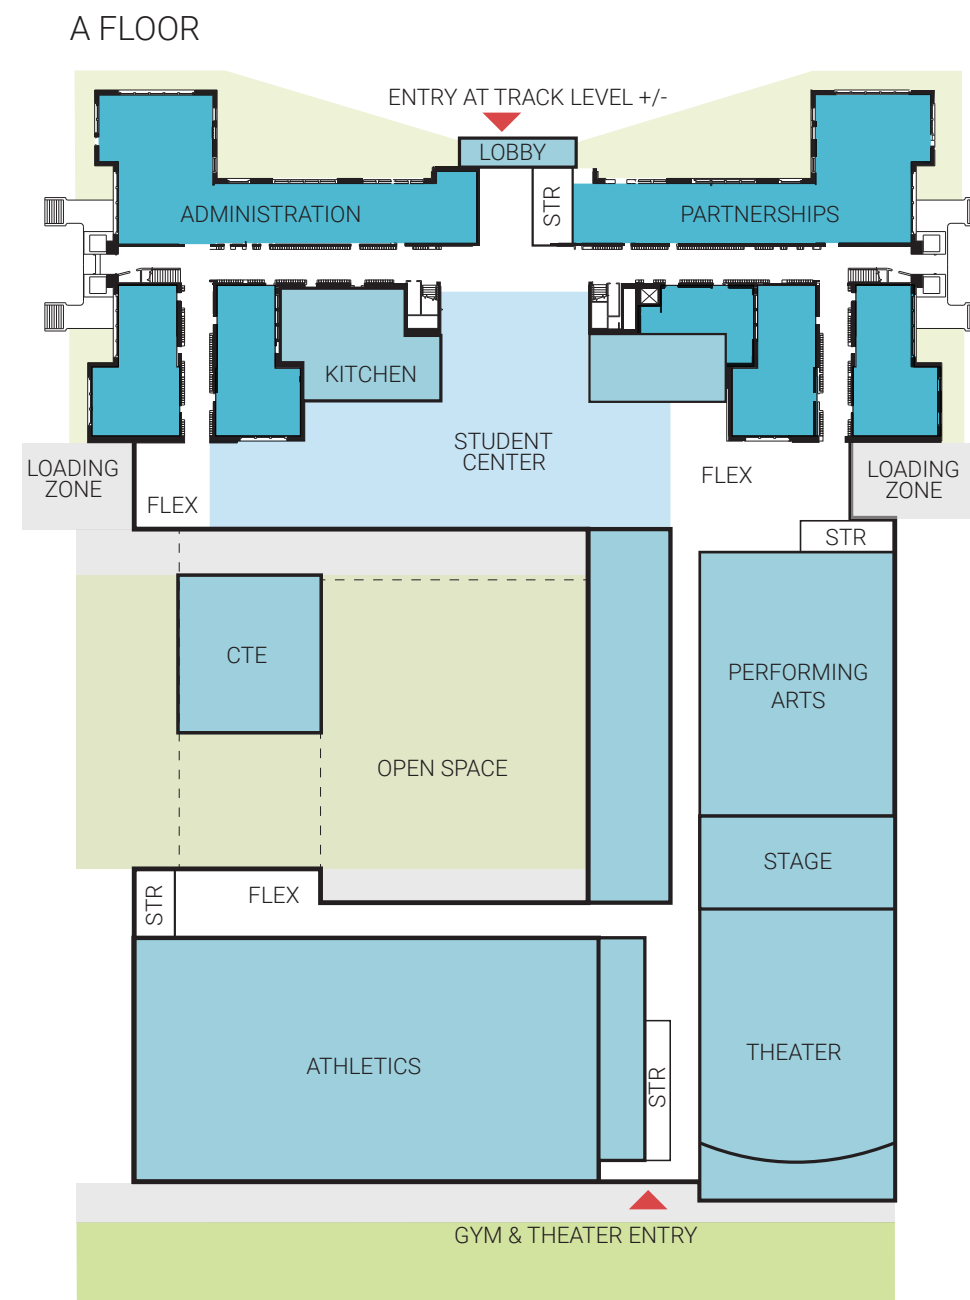 A FLOOR
ENTRY AT TRACK LEVEL +/-
LOBBY
STR
ADMINISTRATION
PARTNERSHIPS
KITCHEN
STUDENT
CENTER
LOADING
ZONE
FLEX
FLEX
LOADING
ZONE
STR
CTE
PERFORMING
ARTS
OPEN SPACE
STAGE
STR
FLEX
THEATER
ATHLETICS
STR
GYM & THEATER ENTRY